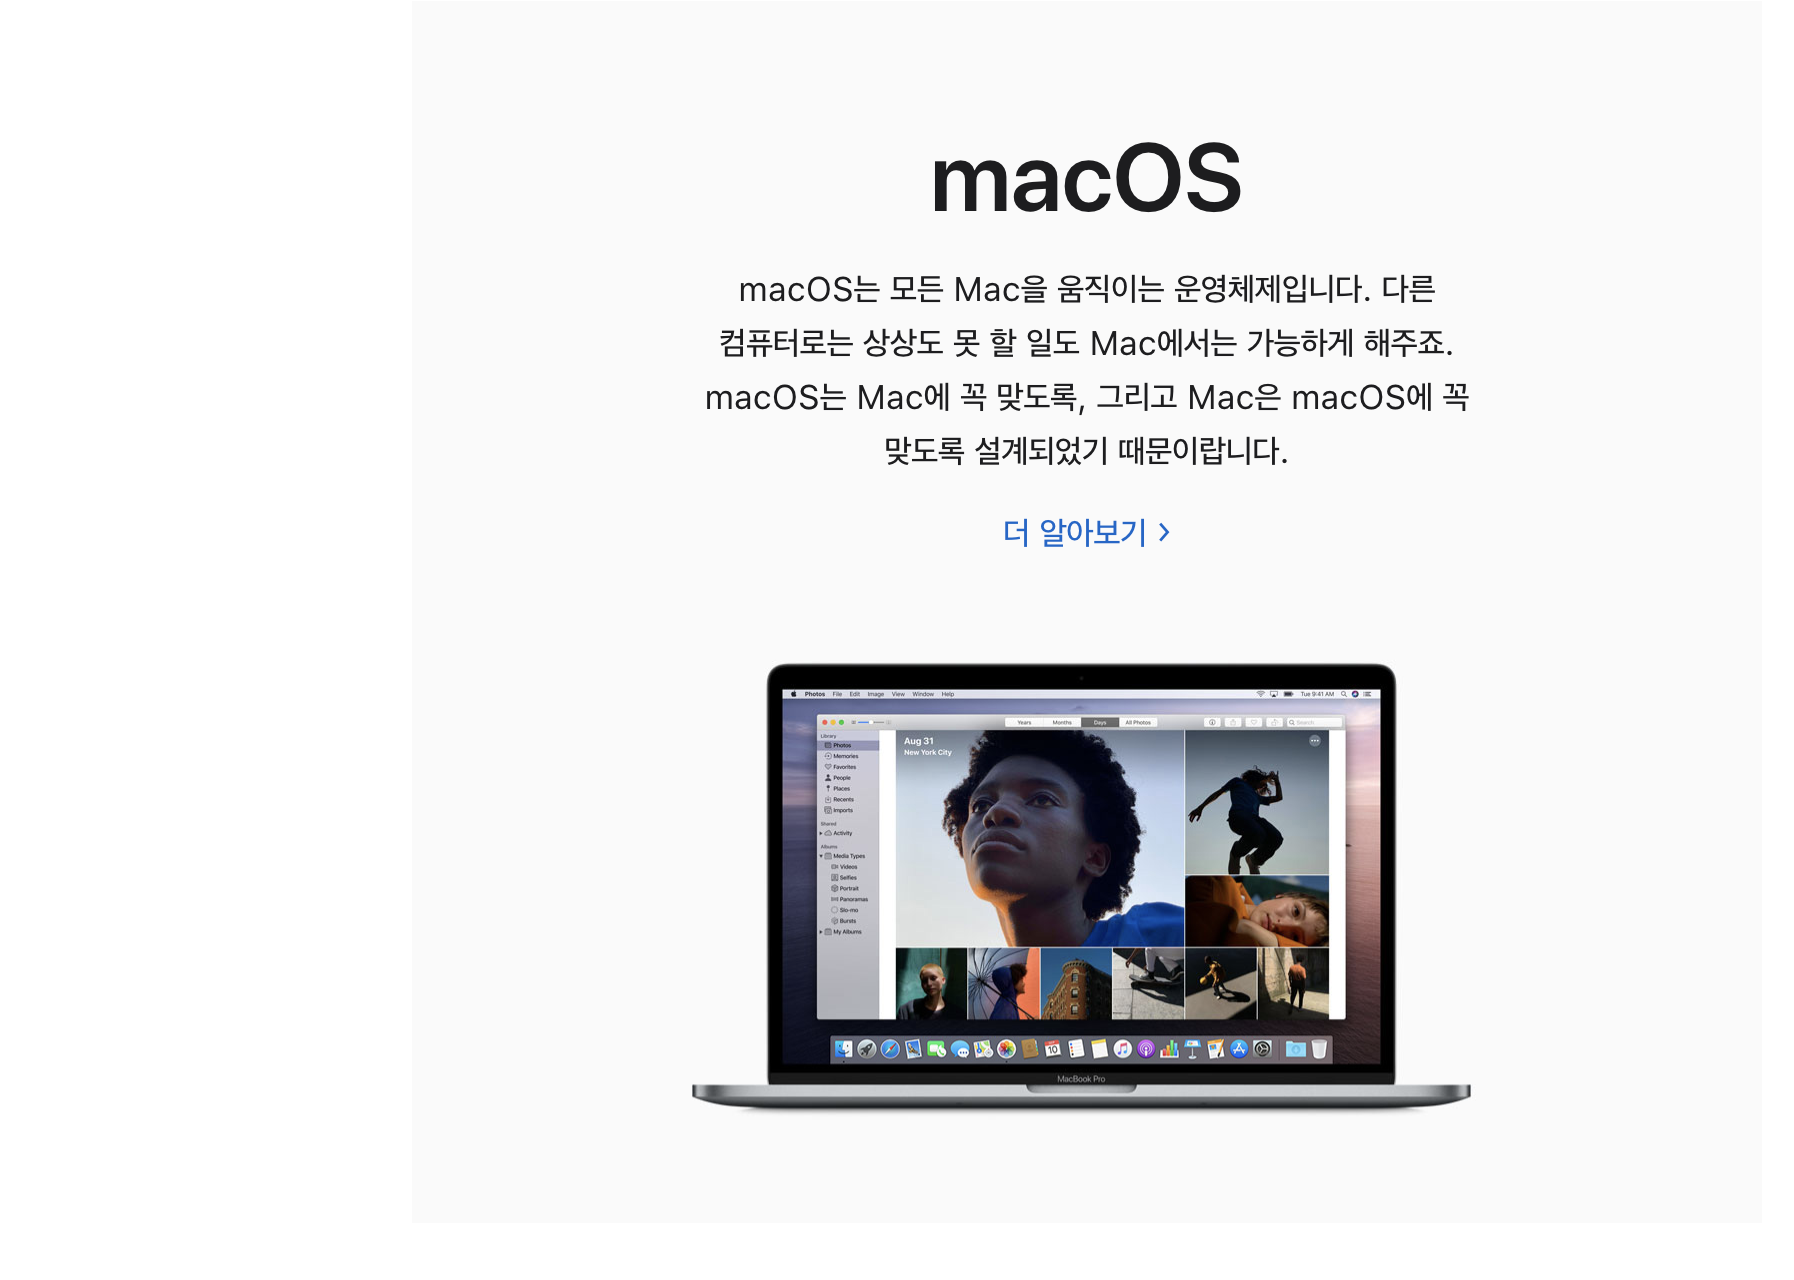 macOS
macOS는 모든 Mac을 움직이는 운영체제입니다. 다른
컴퓨터로는 상상도 못 할 일도 Mac에서는 가능하게 해주죠.
macOS는 Mac에 꼭 맞도록, 그리고 Mac은 macOS에 꼭
맞도록 설계되었기 때문이랍니다.
더 알아보기 >
Photos File Edit Image View Window Help Tue 9:41 AM
Years Months Days All Photos Search
Library
Photos
Memories
Favorites
People
Places
Recents
Imports
Shared
Activity
Albums
Media Types
Videos
Selfies
Portrait
Panoramas
Slo-mo
Bursts
My Albums
Aug 31
New York City
10
MacBook Pro